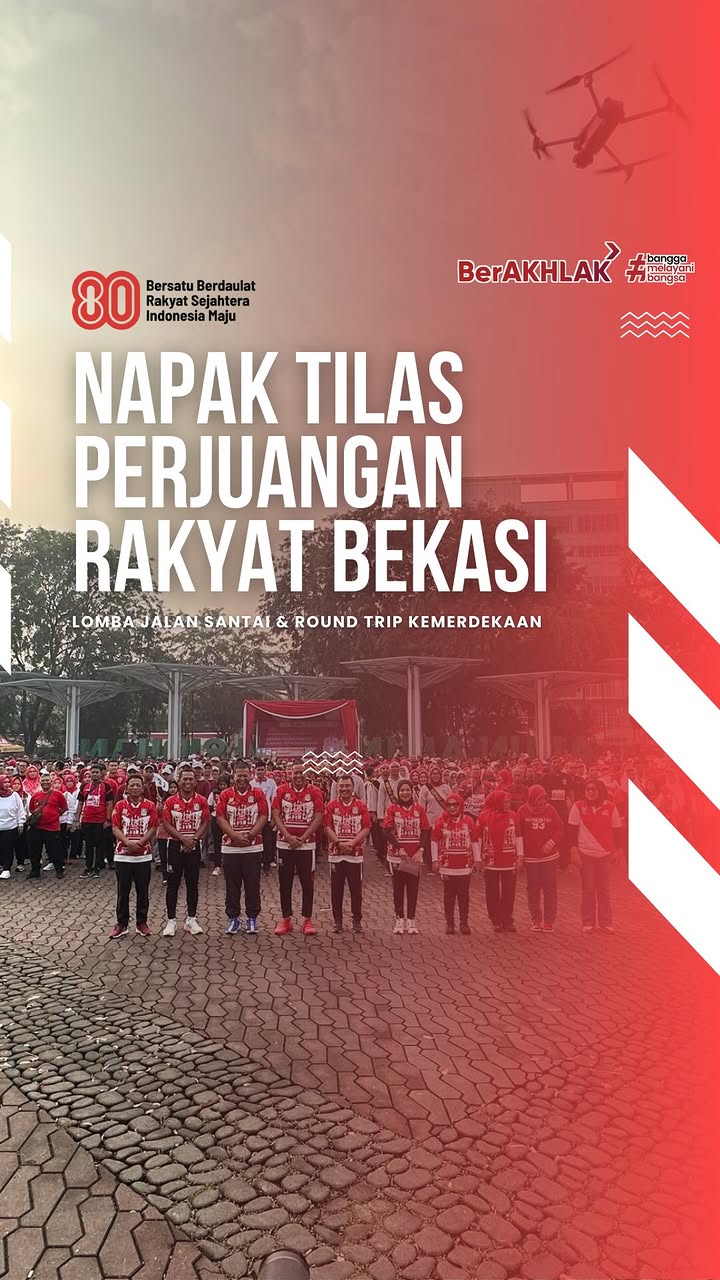 80
Bersatu Berdaulat
Rakyat Sejahtera
Indonesia Maju
BerAKHLAK
#bangga
melayani
bangsa
NAPAK TILAS
PERJUANGAN
RAKYAT BEKASI
LOMBA JALAN SANTAI & ROUND TRIP KEMERDEKAAN